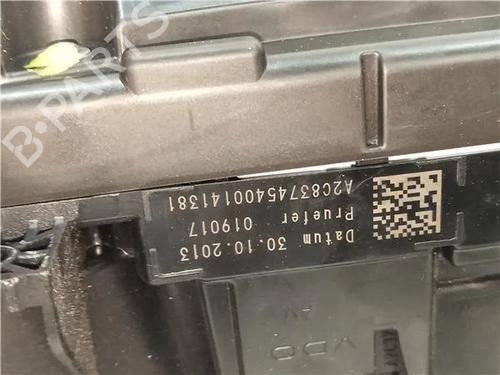 B-PARTS
Datum 30.10.2013
Pruefer 019017
A2C83745400141381
VDO